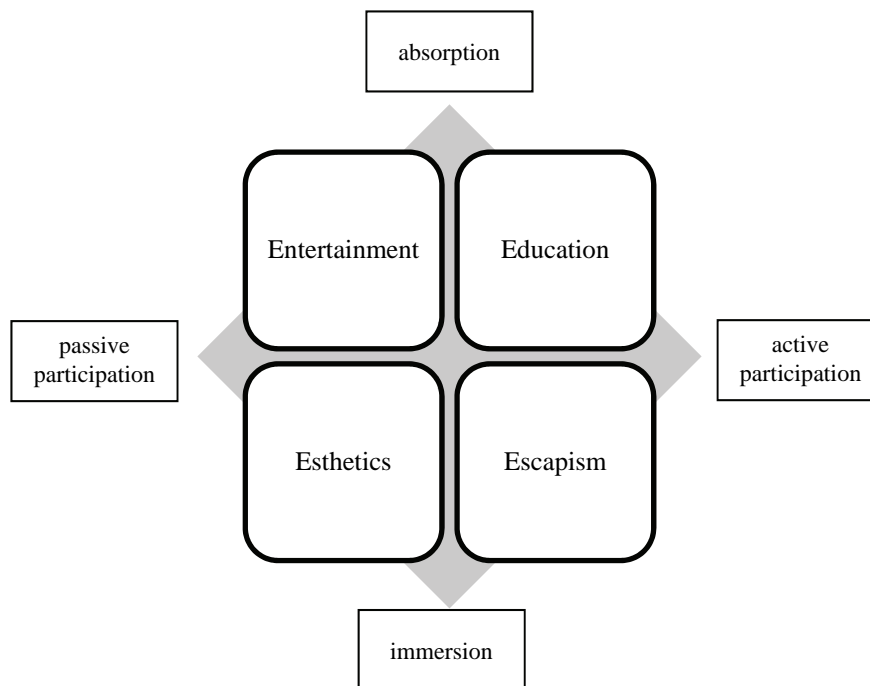 absorption
Entertainment
Education
passive
participation
active
participation
Esthetics
Escapism
immersion